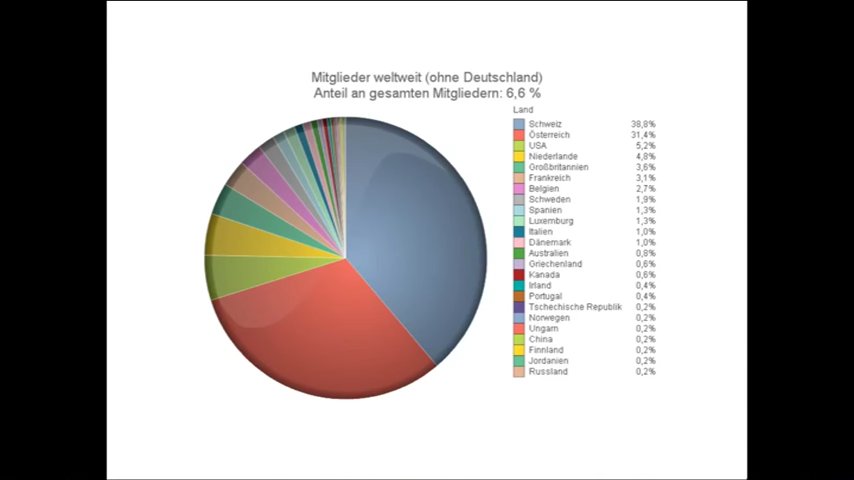 Mitglieder weltweit (ohne Deutschland)
Anteil an gesamten Mitgliedern: 6,6 %
Land
Schweiz 38,8%
Österreich 31,4%
USA 5,2%
Niederlande 4,8%
Großbritannien 3,6%
Frankreich 3,1%
Belgien 2,7%
Schweden 1,9%
Spanien 1,3%
Luxemburg 1,3%
Italien 1,0%
Dänemark 1,0%
Australien 0,8%
Griechenland 0,6%
Kanada 0,6%
Irland 0,4%
Portugal 0,4%
Tschechische Republik 0,2%
Norwegen 0,2%
Ungarn 0,2%
China 0,2%
Finnland 0,2%
Jordanien 0,2%
Russland 0,2%